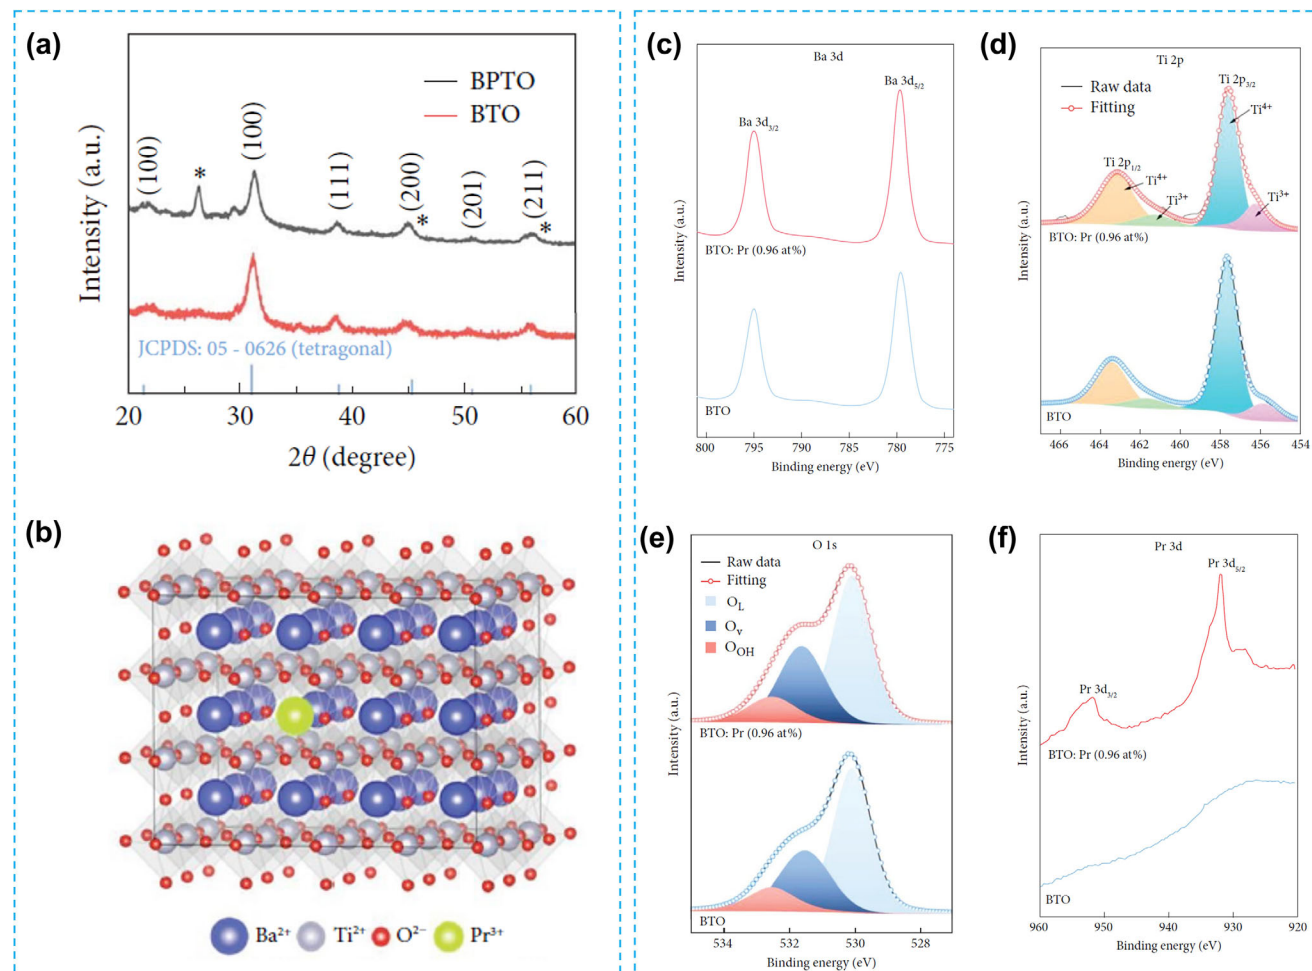 (a)
BPTO
BTO
(100)
*
(100)
(111)
(200)
*
(201)
(211)
*
Intensity (a.u.)
JCPDS: 05 - 0626 (tetragonal)
20 30 40 50 60
2θ (degree)
(b)
Ba²⁺ Ti²⁺ O²⁻ Pr³⁺
(c)
Ba 3d
Ba 3d₅/₂
Ba 3d₃/₂
BTO: Pr (0.96 at%)
BTO
Intensity (a.u.)
800 795 790 785 780 775
Binding energy (eV)
(d)
Ti 2p
Raw data
Fitting
Ti 2p₃/₂
Ti⁴⁺
Ti 2p₁/₂
Ti⁴⁺
Ti³⁺
Ti³⁺
BTO: Pr (0.96 at%)
BTO
Intensity (a.u.)
466 464 462 460 458 456 454
Binding energy (eV)
(e)
O 1s
Raw data
Fitting
O_L
O_v
O_OH
BTO: Pr (0.96 at%)
BTO
Intensity (a.u.)
534 532 530 528
Binding energy (eV)
(f)
Pr 3d
Pr 3d₅/₂
Pr 3d₃/₂
BTO: Pr (0.96 at%)
BTO
Intensity (a.u.)
960 950 940 930 920
Binding energy (eV)